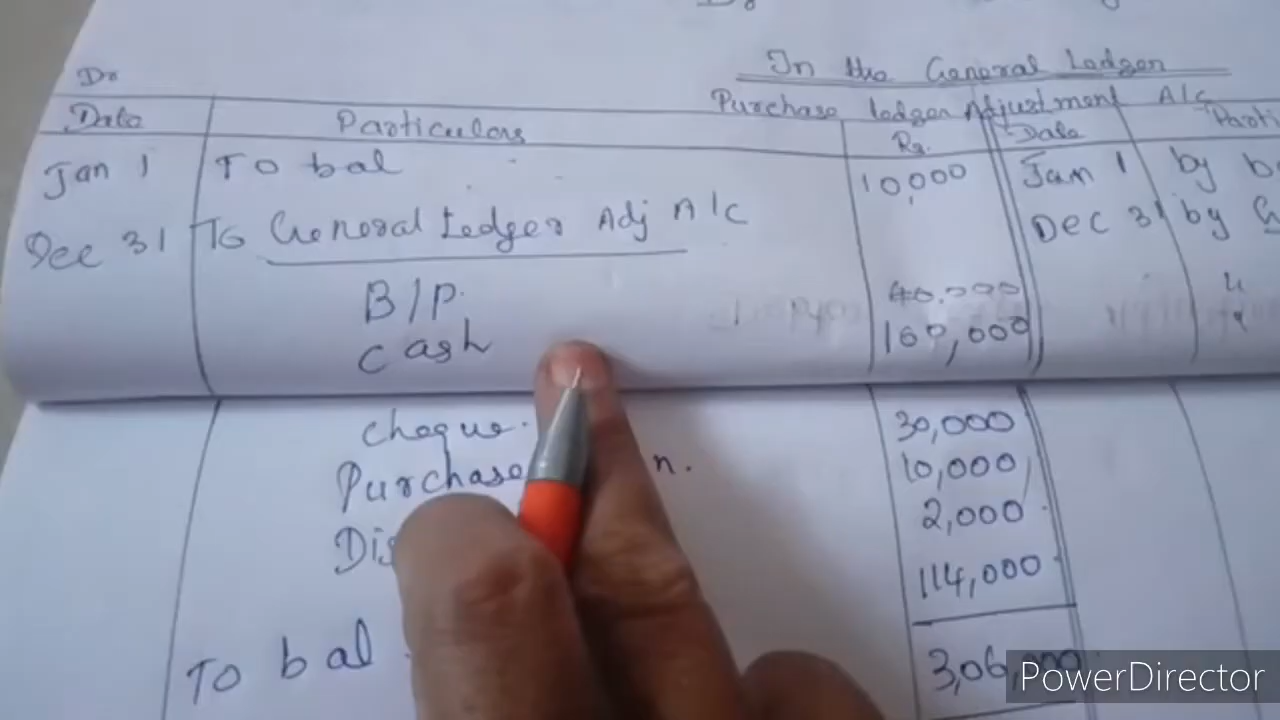 In the General Ledger
Dr
Purchase Ledger Adjustment A/c
Date Particulars Rs. Date
Jan 1 To bal 10,000 Jan 1 by
Dec 31 To General Ledger Adj A/C Dec 31 by
B/P. 40,000
Cash 160,000
cheque. 30,000
Purchase 10,000
2,000
114,000
To bal
PowerDirector